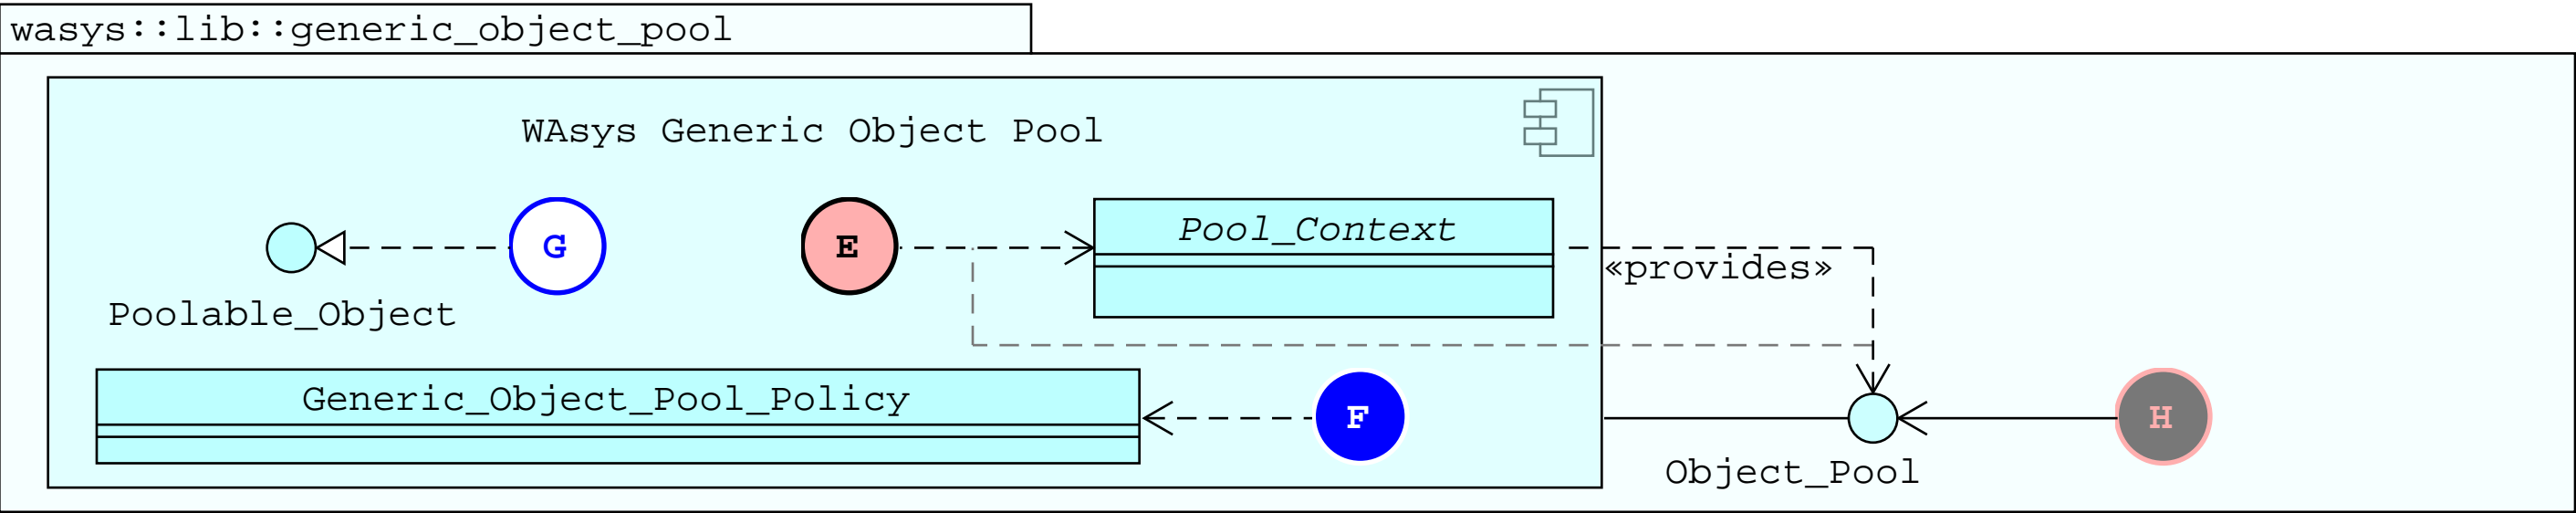 wasys::lib::generic_object_pool
WAsys Generic Object Pool
G
E
Pool_Context
«provides»
Poolable_Object
Generic_Object_Pool_Policy
F
H
Object_Pool